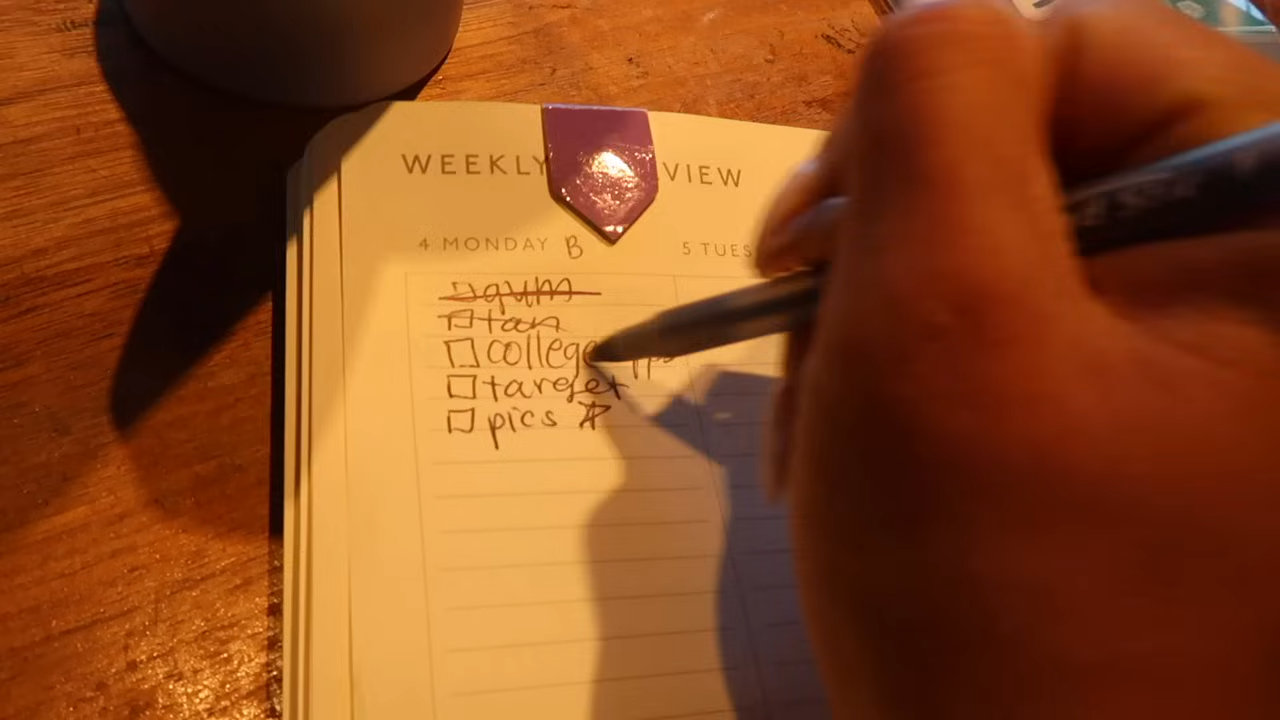 WEEKLY VIEW
4 MONDAY B 5 TUES
gym
tan
college
target
pics